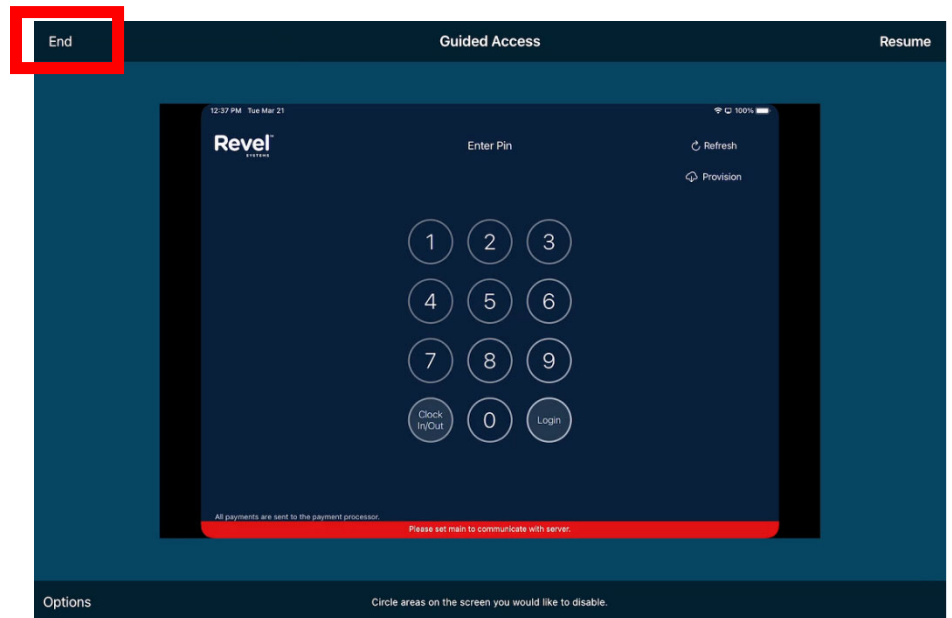 End Guided Access Resume
12:37 PM Tue Mar 21 100%
Revel Enter Pin Refresh
SYSTEMS
Provision
1 2 3
4 5 6
7 8 9
Clock In/Out 0 Login
All payments are sent to the payment processor.
Please set main to communicate with server.
Options Circle areas on the screen you would like to disable.